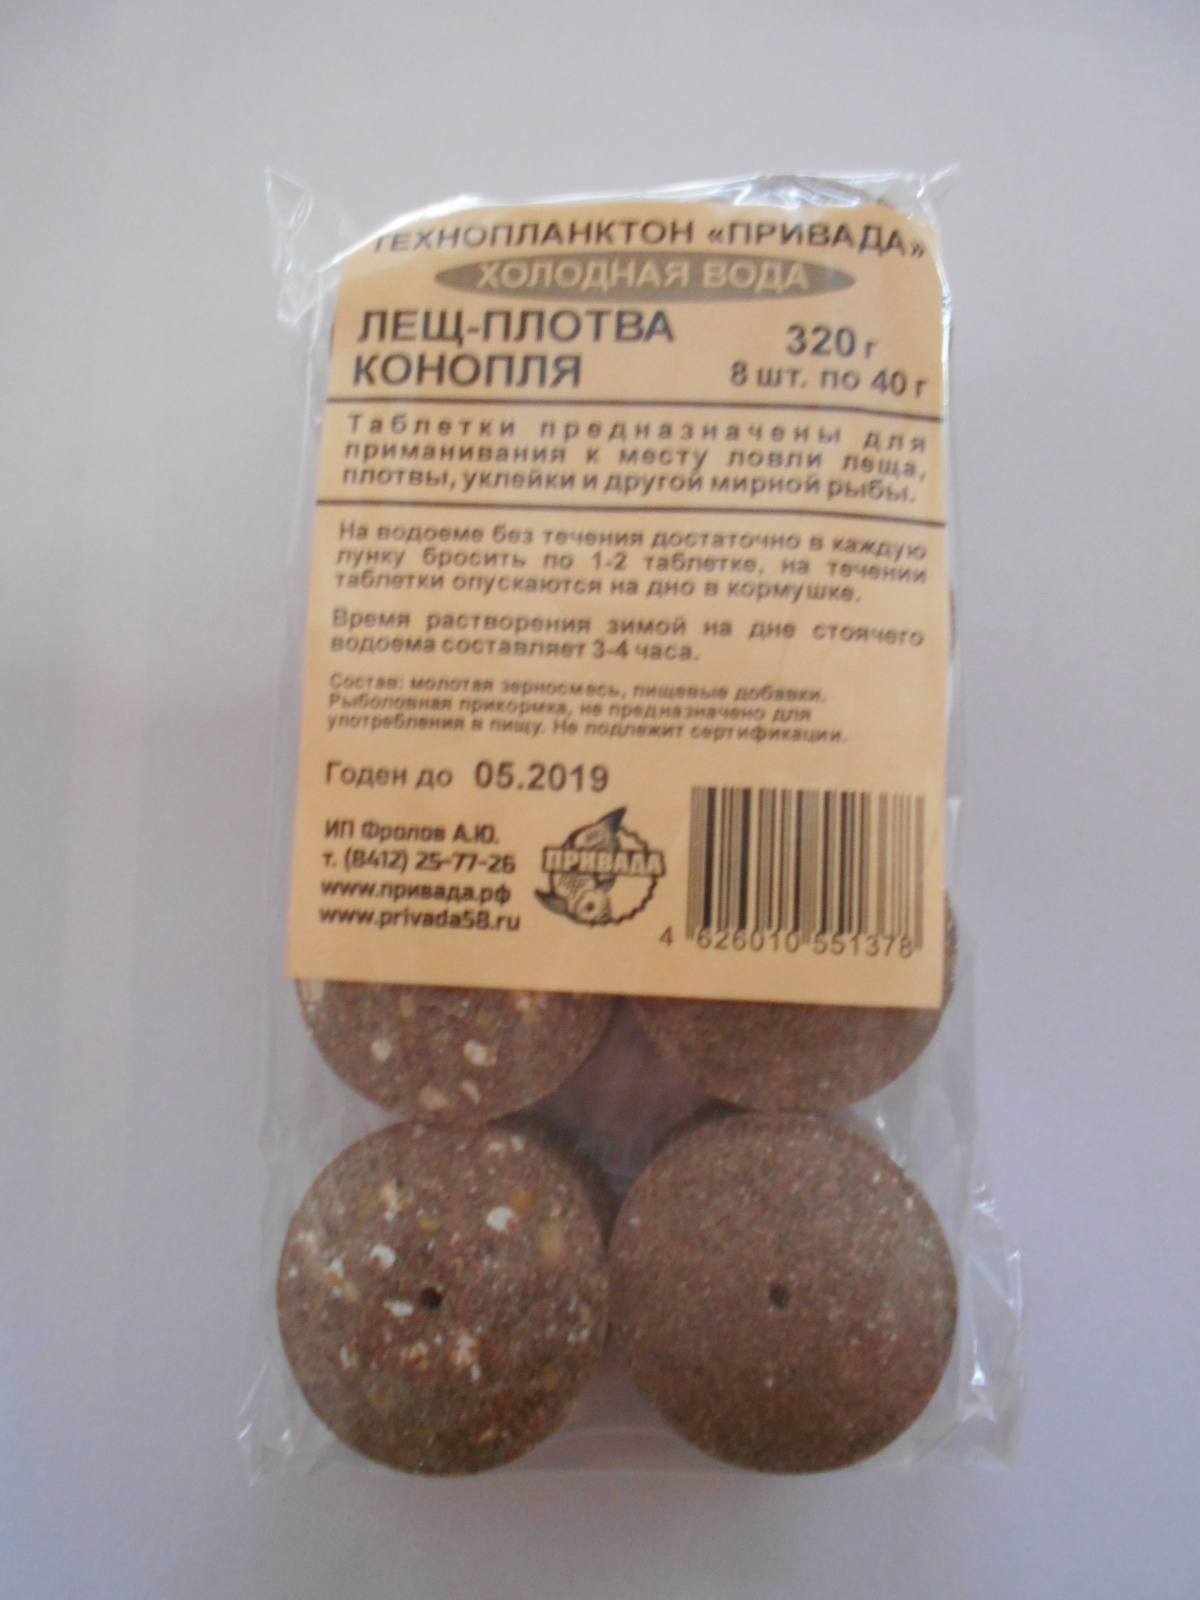 ТЕХНОПЛАНКТОН «ПРИВАДА»
ХОЛОДНАЯ ВОДА
ЛЕЩ-ПЛОТВА
КОНОПЛЯ
320 г
8 шт. по 40 г
Таблетки предназначены для
приманивания к месту ловли леща,
плотвы, уклейки и другой мирной рыбы.
На водоеме без течения достаточно в каждую
лунку бросить по 1-2 таблетке, на течении
таблетки опускаются на дно в кормушке.
Время растворения зимой на дне стоячего
водоема составляет 3-4 часа.
Состав: молотая зерносмесь, пищевые добавки.
Рыболовная прикормка, не предназначено для
употребления в пищу. Не подлежит сертификации.
Годен до 05.2019
ИП Фролов А.Ю.
т. (8412) 25-77-26
www.привада.рф
www.privada58.ru
ПРИВАДА
4 626010 551378